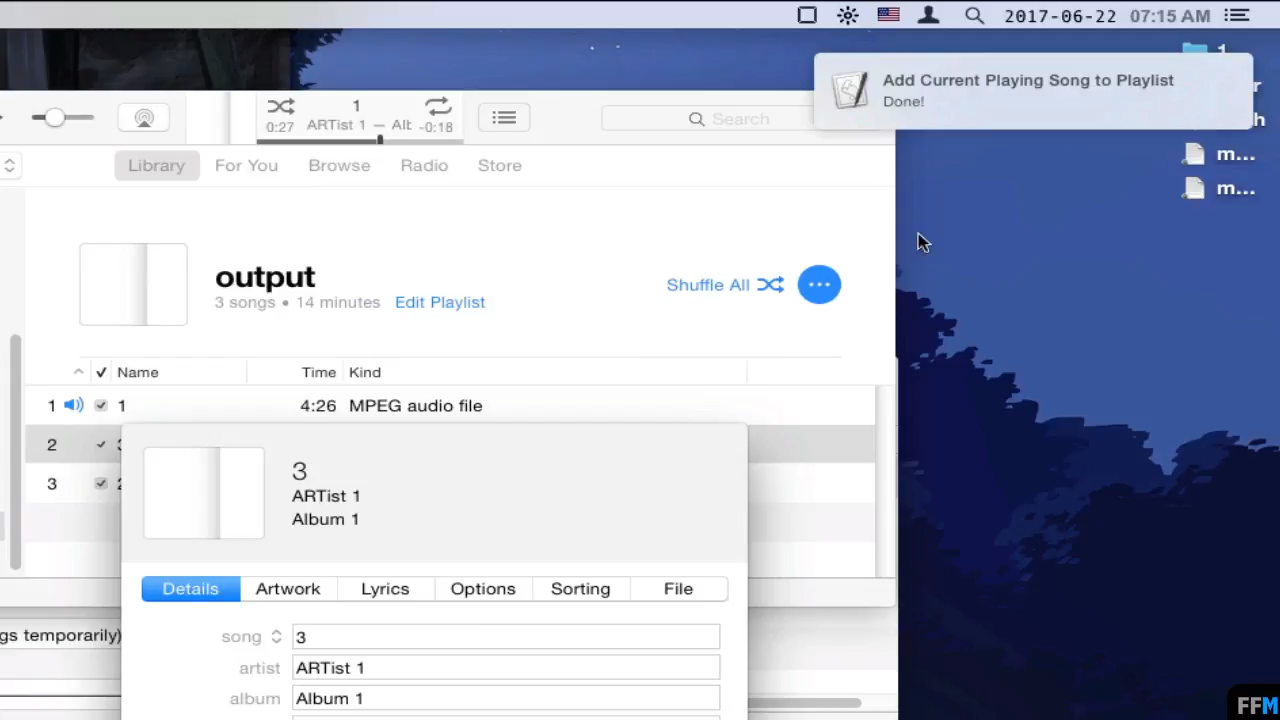 2017-06-22 07:15 AM
1
Add Current Playing Song to Playlist
Done!
1
0:27 ARTist 1 — Alb -0:18
Search
m...
m...
Library For You Browse Radio Store
output
3 songs • 14 minutes Edit Playlist
Shuffle All
Name Time Kind
1 1 4:26 MPEG audio file
2
3
3
ARTist 1
Album 1
Details Artwork Lyrics Options Sorting File
gs temporarily)
song 3
artist ARTist 1
album Album 1
FFM